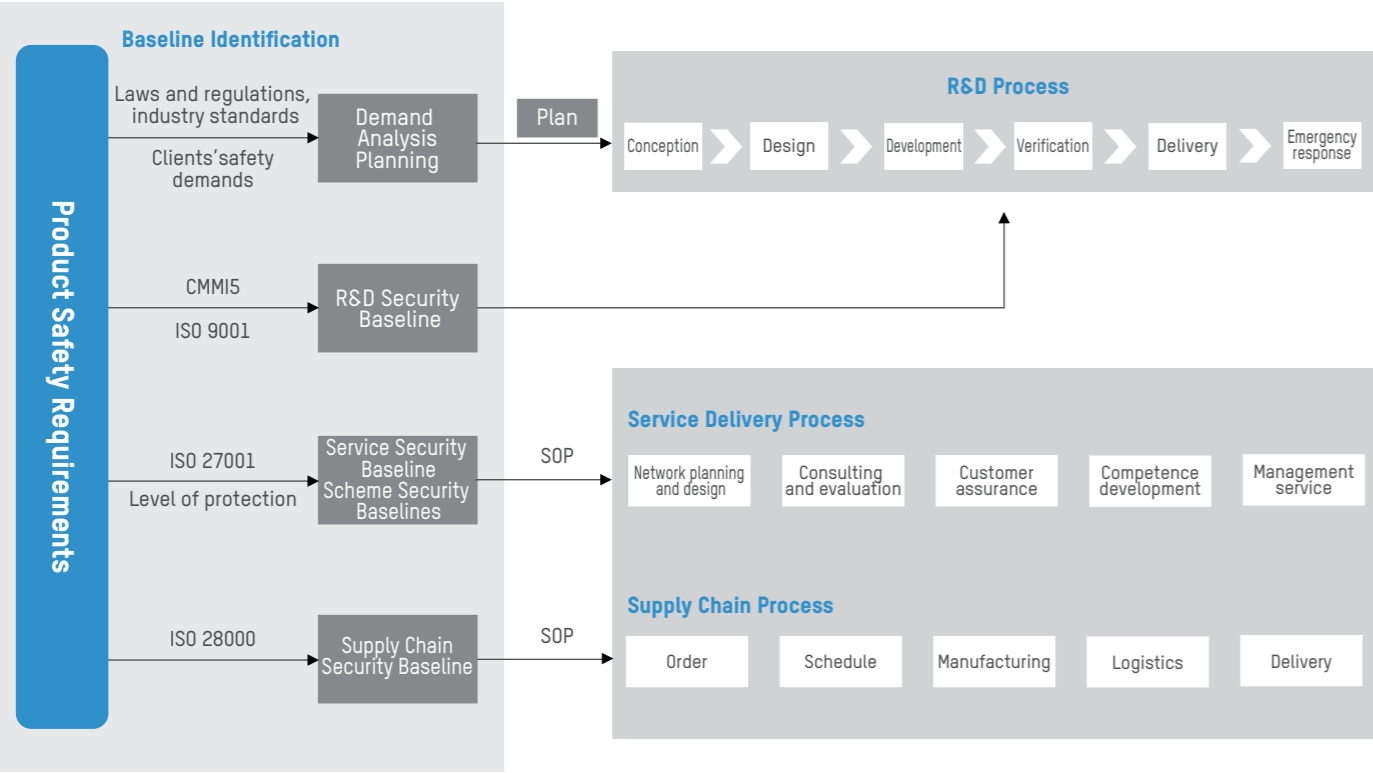 Baseline Identification
Product Safety Requirements
Laws and regulations,
industry standards
Clients'safety
demands
Demand
Analysis
Planning
Plan
R&D Process
Conception
Design
Development
Verification
Delivery
Emergency
response
CMMI5
ISO 9001
R&D Security
Baseline
ISO 27001
Level of protection
Service Security
Baseline
Scheme Security
Baselines
SOP
Service Delivery Process
Network planning
and design
Consulting
and evaluation
Customer
assurance
Competence
development
Management
service
ISO 28000
Supply Chain
Security Baseline
SOP
Supply Chain Process
Order
Schedule
Manufacturing
Logistics
Delivery